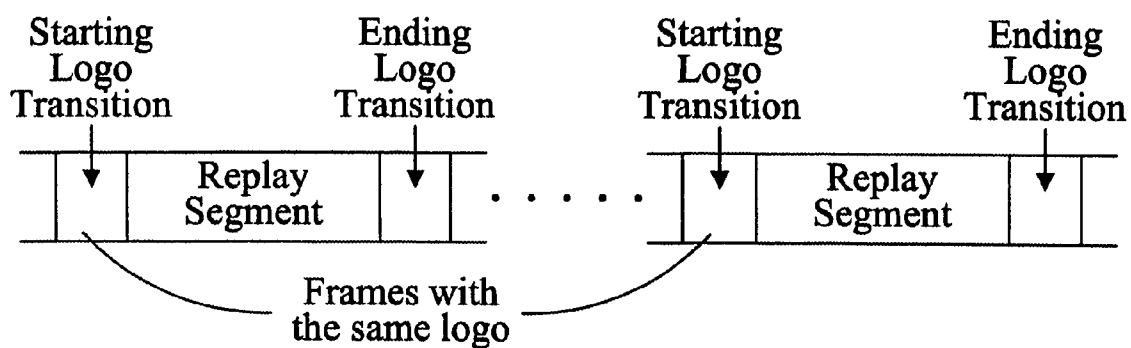 Starting
Logo
Transition
Ending
Logo
Transition
Starting
Logo
Transition
Ending
Logo
Transition
Replay
Segment
Replay
Segment
Frames with
the same logo